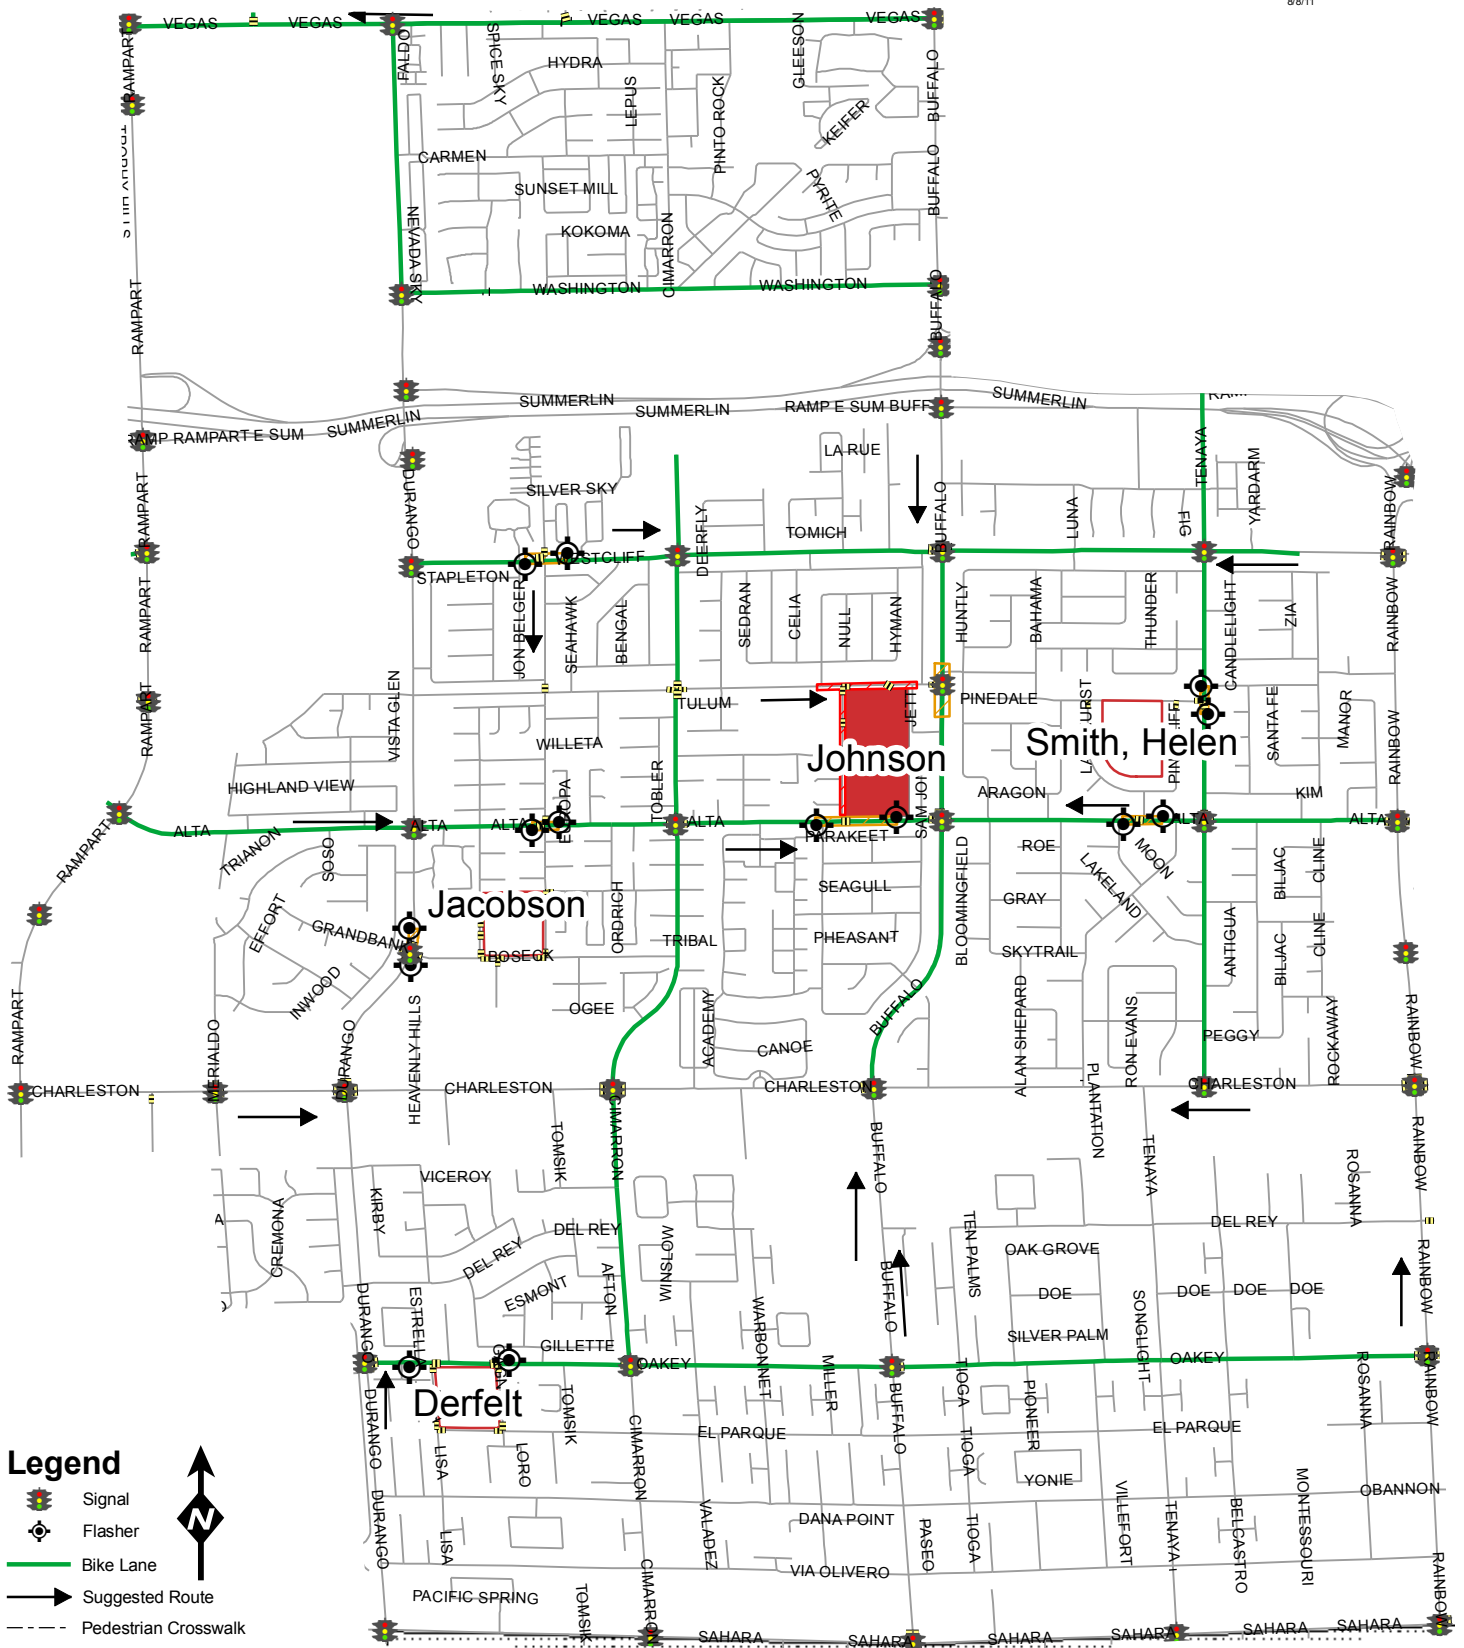 8/8/11
VEGAS
VEGAS
VEGAS
VEGAS
VEGAS
RAMPART
FALDO
SPICE SKY
HYDRA
LEPUS
PINTO ROCK
GLEESON
KEIFER
BUFFALO
CARMEN
SUNSET MILL
PYRITE
BUFFALO
NEVADA SKY
KOKOMA
CIMARRON
RAMPART
WASHINGTON
WASHINGTON
BUFFALO
SUMMERLIN
SUMMERLIN
SUMMERLIN
RAMP E SUM BUFF
SUMMERLIN
RAMP RAMPART E SUM
LA RUE
TENAYA
YARDARM
RAMPART
DURANGO
SILVER SKY
DEERFLY
TOMICH
BUFFALO
LUNA
FIG
RAINBOW
STAPLETON
WESTCLIFF
RAMPART
JON BELGER
SEAHAWK
BENGAL
SEDRAN
CELIA
NULL
HYMAN
HUNTLY
BAHAMA
THUNDER
CANDLELIGHT
ZIA
RAINBOW
RAMPART
VISTA GLEN
TULUM
JETT
PINEDALE
SANTA FE
MANOR
RAINBOW
WILLETA
Johnson
Smith, Helen
HIGHLAND VIEW
EUROPA
TOBLER
ARAGON
KIM
RAMPART
ALTA
ALTA
ALTA
ALTA
ALTA
ALTA
TRIANON
SOSO
PARAKEET
ROE
MOON
LAKELAND
BILJAC
CLINE
SEAGULL
GRAY
EFFORT
GRANDBANK
Jacobson
ORDRICH
TRIBAL
PHEASANT
BLOOMINGFIELD
SKYTRAIL
ANTIGUA
BILJAC
CLINE
BOSECK
INWOOD
OGEE
ACADEMY
BUFFALO
ALAN SHEPARD
RON EVANS
PEGGY
ROCKAWAY
RAINBOW
RAMPART
MERIALDO
DURANGO
HEAVENLY HILLS
CANOE
CHARLESTON
CHARLESTON
CHARLESTON
CHARLESTON
CIMARRON
TOMSIK
BUFFALO
PLANTATION
TENAYA
ROSANNA
RAINBOW
VICEROY
KIRBY
CREMONA
DEL REY
DEL REY
WINSLOW
TEN PALMS
DEL REY
OAK GROVE
RAINBOW
DURANGO
ESTRELLA
ESMONT
AFTON
WARBONNET
BUFFALO
DOE
SONGLIGHT
DOE
DOE
DOE
GILLETTE
SILVER PALM
OAKEY
OAKEY
MILLER
TIOGA
PIONEER
ROSANNA
RAINBOW
Derfelt
DURANGO
TOMSIK
CIMARRON
EL PARQUE
BUFFALO
TIOGA
EL PARQUE
LISA
LORO
YONIE
OBANNON
DURANGO
LISA
VALADEZ
DANA POINT
PASEO
TIOGA
VILLEFORT
TENAYA
BELCASTRO
MONTESSOURI
VIA OLIVERO
PACIFIC SPRING
TOMSIK
CIMARRON
RAINBOW
SAHARA
SAHARA
SAHARA
SAHARA
SAHARA
Legend
N
Signal
Flasher
Bike Lane
Suggested Route
Pedestrian Crosswalk